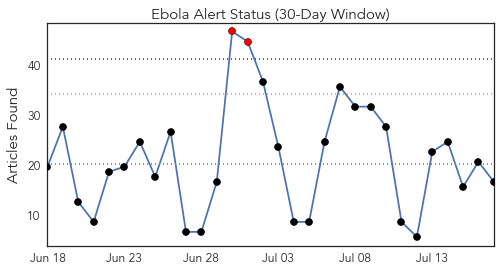 Ebola Alert Status (30-Day Window)
Articles Found
40
30
20
10
Jun 18 Jun 23 Jun 28 Jul 03 Jul 08 Jul 13